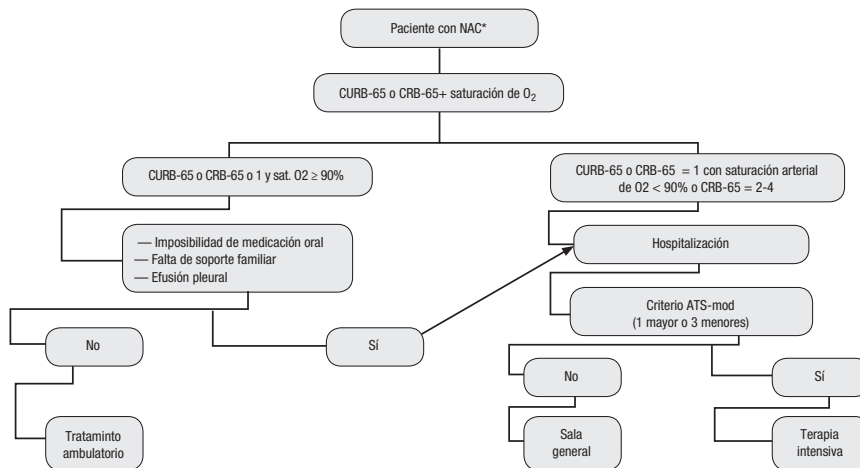 Paciente con NAC*
CURB-65 o CRB-65+ saturación de O2
CURB-65 o CRB-65 o 1 y sat. O2 ≥ 90%
CURB-65 o CRB-65 = 1 con saturación arterial
de O2 < 90% o CRB-65 = 2-4
— Imposibilidad de medicación oral
— Falta de soporte familiar
— Efusión pleural
Hospitalización
Criterio ATS-mod
(1 mayor o 3 menores)
No
Sí
No
Sí
Trataminto
ambulatorio
Sala
general
Terapia
intensiva